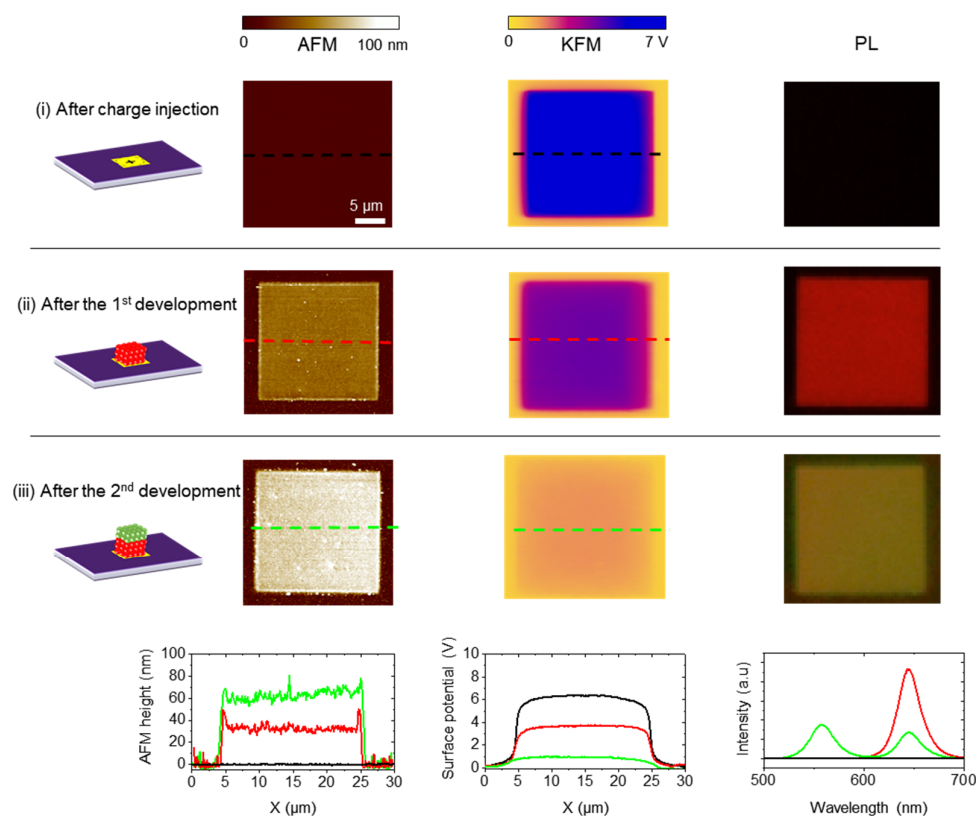 0 AFM 100 nm
0 KFM 7 V
PL
(i) After charge injection
+
5 µm
(ii) After the 1st development
(iii) After the 2nd development
AFM height (nm)
100
80
60
40
20
0
0 5 10 15 20 25 30
X (µm)
Surface potential (V)
10
8
6
4
2
0
0 5 10 15 20 25 30
X (µm)
Intensity (a.u)
500 600 700
Wavelength (nm)